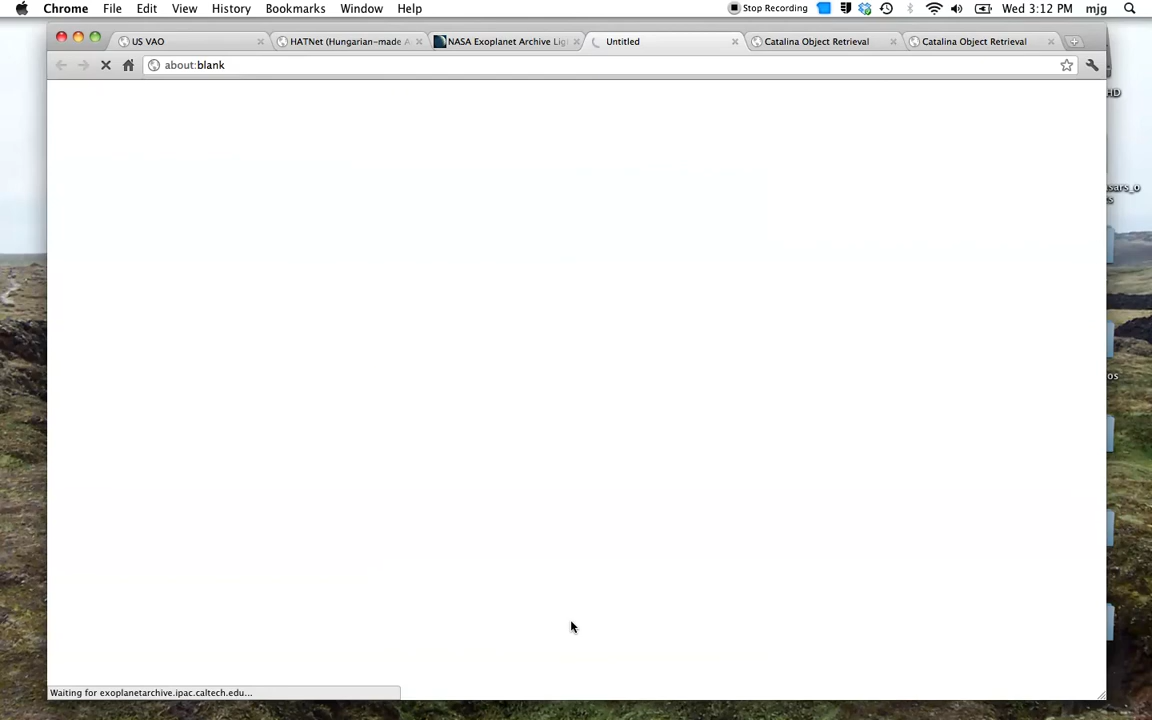 Chrome File Edit View History Bookmarks Window Help Stop Recording Wed 3:12 PM mjg
US VAO HATNet (Hungarian-made A NASA Exoplanet Archive Lig Untitled Catalina Object Retrieval Catalina Object Retrieval
about:blank
HD
os
Waiting for exoplanetarchive.ipac.caltech.edu...